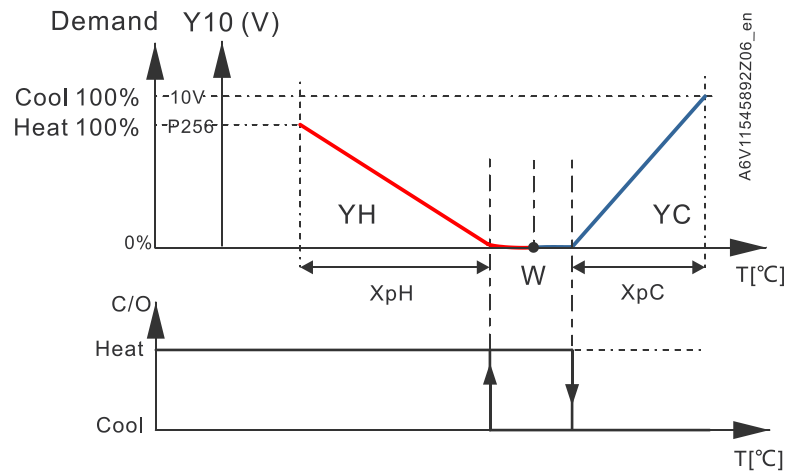 Demand Y10 (V)
Cool 100% 10V
Heat 100% P256
YH
YC
0%
W
T[℃]
XpH
XpC
C/O
Heat
Cool
T[℃]
A6V11545892Z06_en